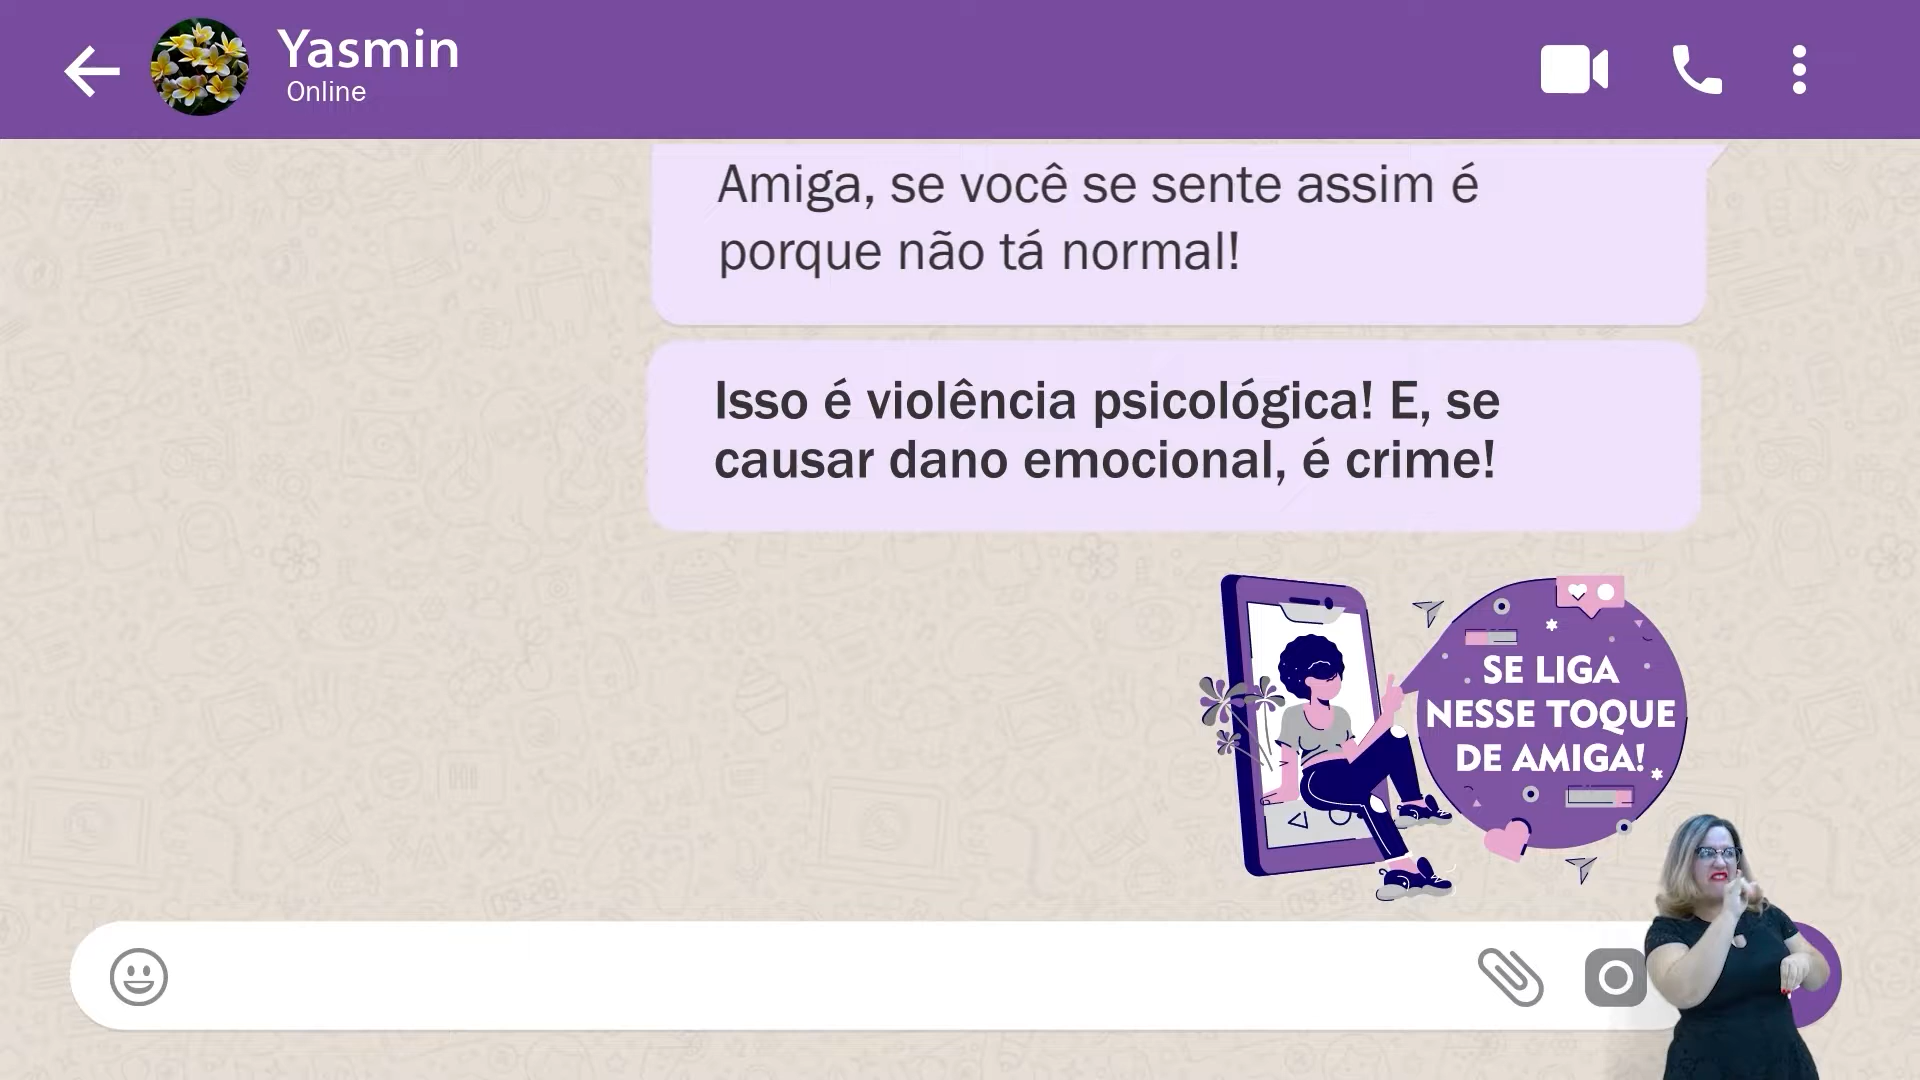 Yasmin
Online
Amiga, se você se sente assim é
porque não tá normal!
Isso é violência psicológica! E, se
causar dano emocional, é crime!
SE LIGA
NESSE TOQUE
DE AMIGA!